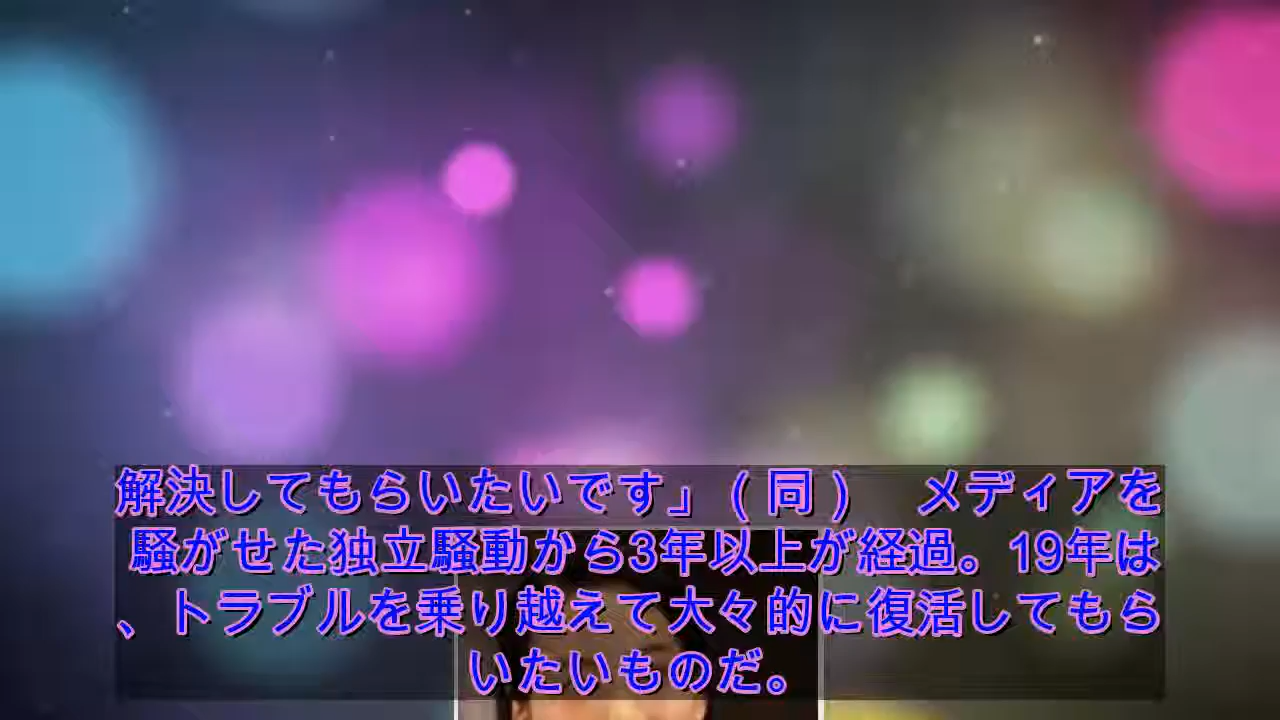 解決してもらいたいです」(同) メディアを
騒がせた独立騒動から3年以上が経過。19年は
、トラブルを乗り越えて大々的に復活してもら
いたいものだ。